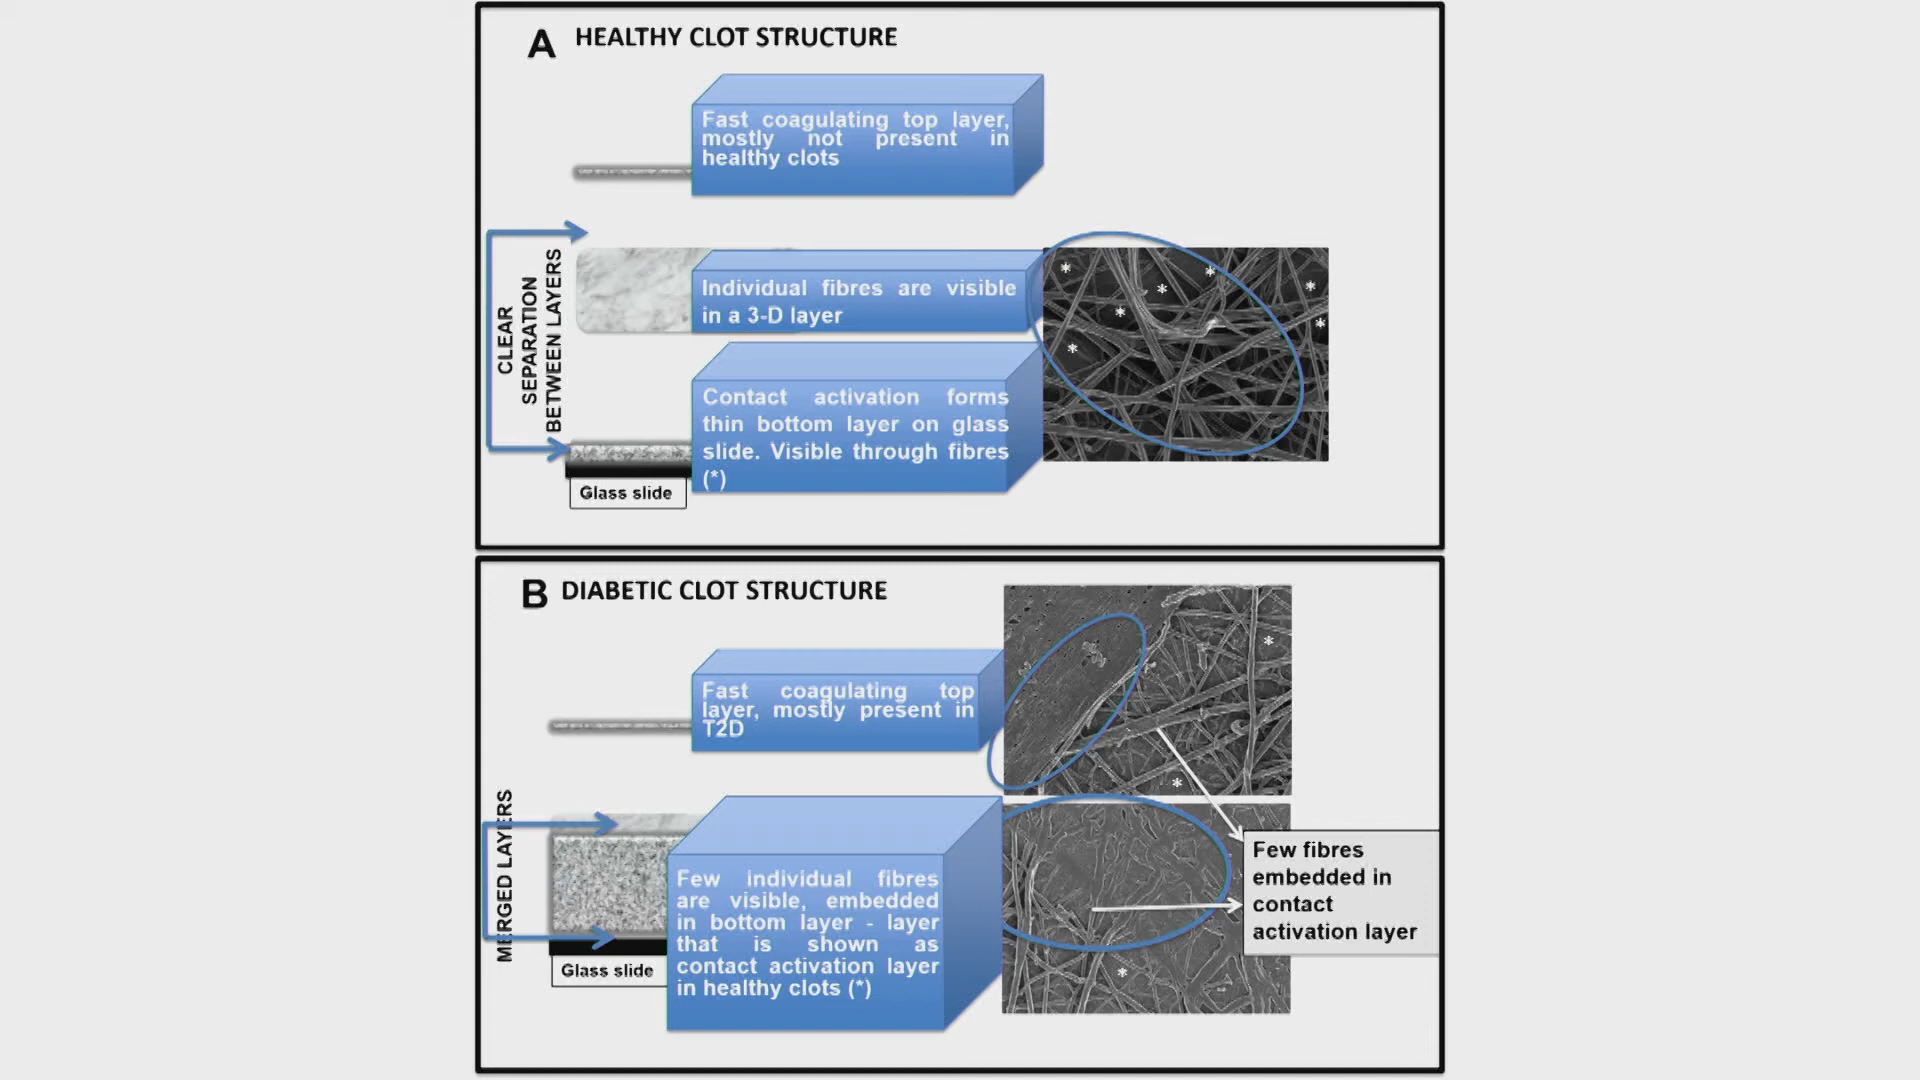 A HEALTHY CLOT STRUCTURE
Fast coagulating top layer,
mostly not present in
healthy clots
CLEAR
SEPARATION
BETWEEN LAYERS
Individual fibres are visible
in a 3-D layer
* * * * * * *
Contact activation forms
thin bottom layer on glass
slide. Visible through fibres
(*)
Glass slide
B DIABETIC CLOT STRUCTURE
Fast coagulating top
layer, mostly present in
T2D
*
*
MERGED LAYERS
Few individual fibres
are visible, embedded
in bottom layer - layer
that is shown as
contact activation layer
in healthy clots (*)
Glass slide
*
Few fibres
embedded in
contact
activation layer